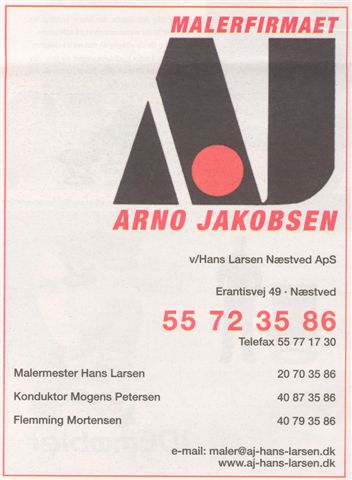 MALERFIRMAET
AJ
ARNO JAKOBSEN
v/Hans Larsen Næstved ApS
Erantisvej 49 · Næstved
55 72 35 86
Telefax 55 77 17 30
Malermester Hans Larsen 20 70 35 86
Konduktor Mogens Petersen 40 87 35 86
Flemming Mortensen 40 79 35 86
e-mail: maler@aj-hans-larsen.dk
www.aj-hans-larsen.dk